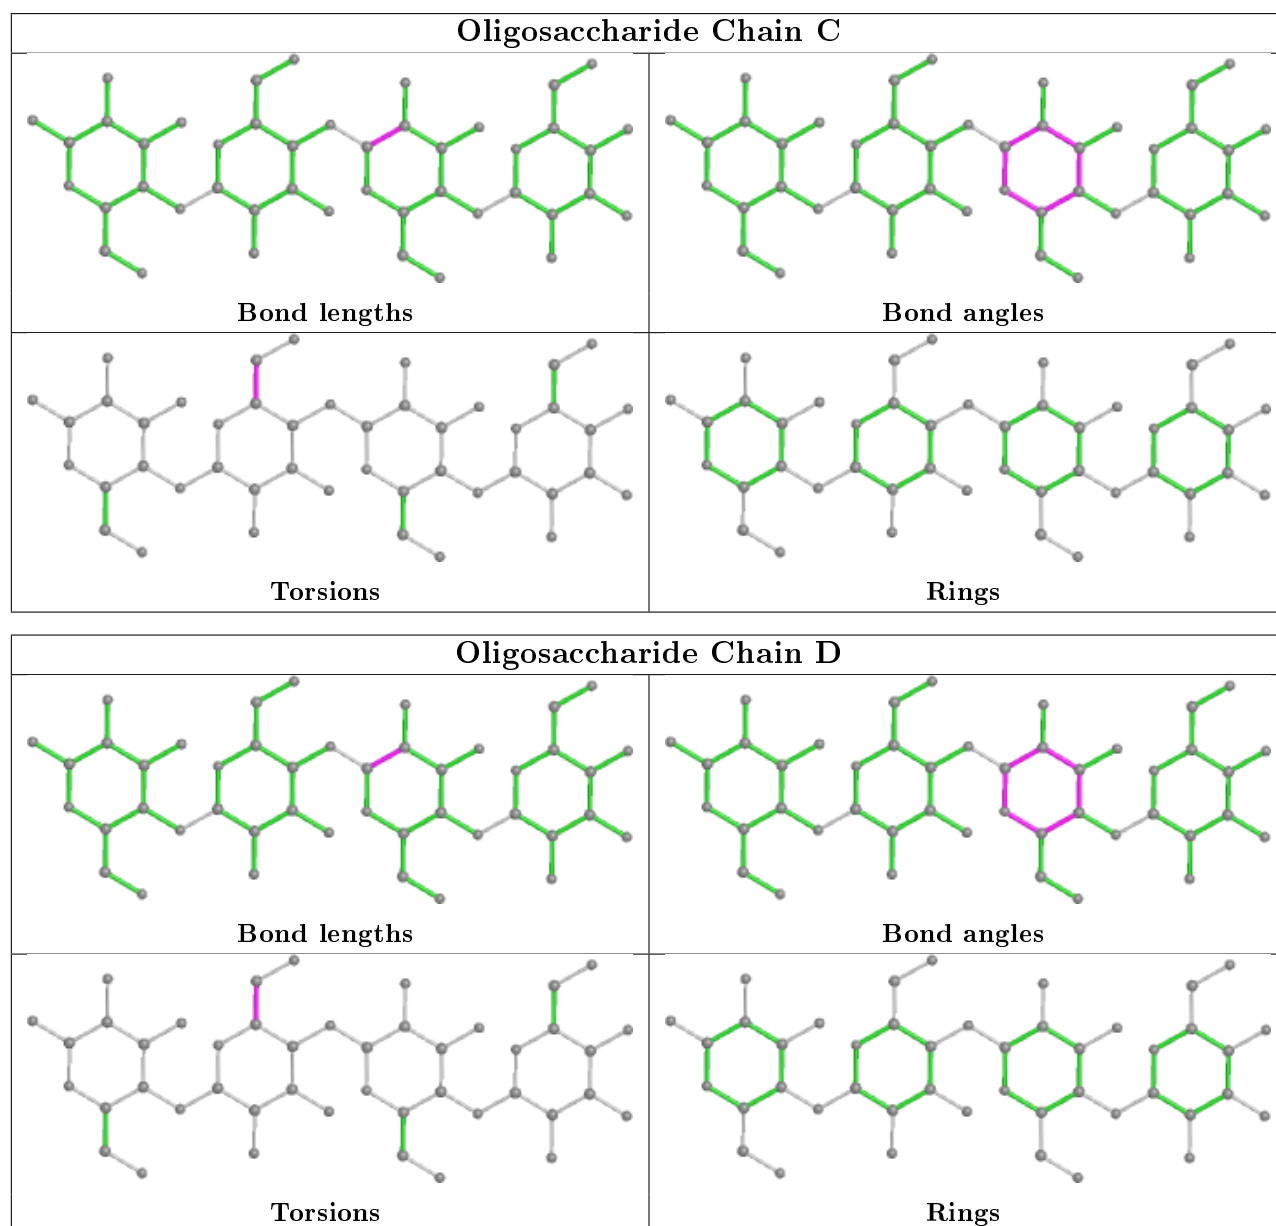 Oligosaccharide Chain C
Bond lengths
Bond angles
Torsions
Rings
Oligosaccharide Chain D
Bond lengths
Bond angles
Torsions
Rings